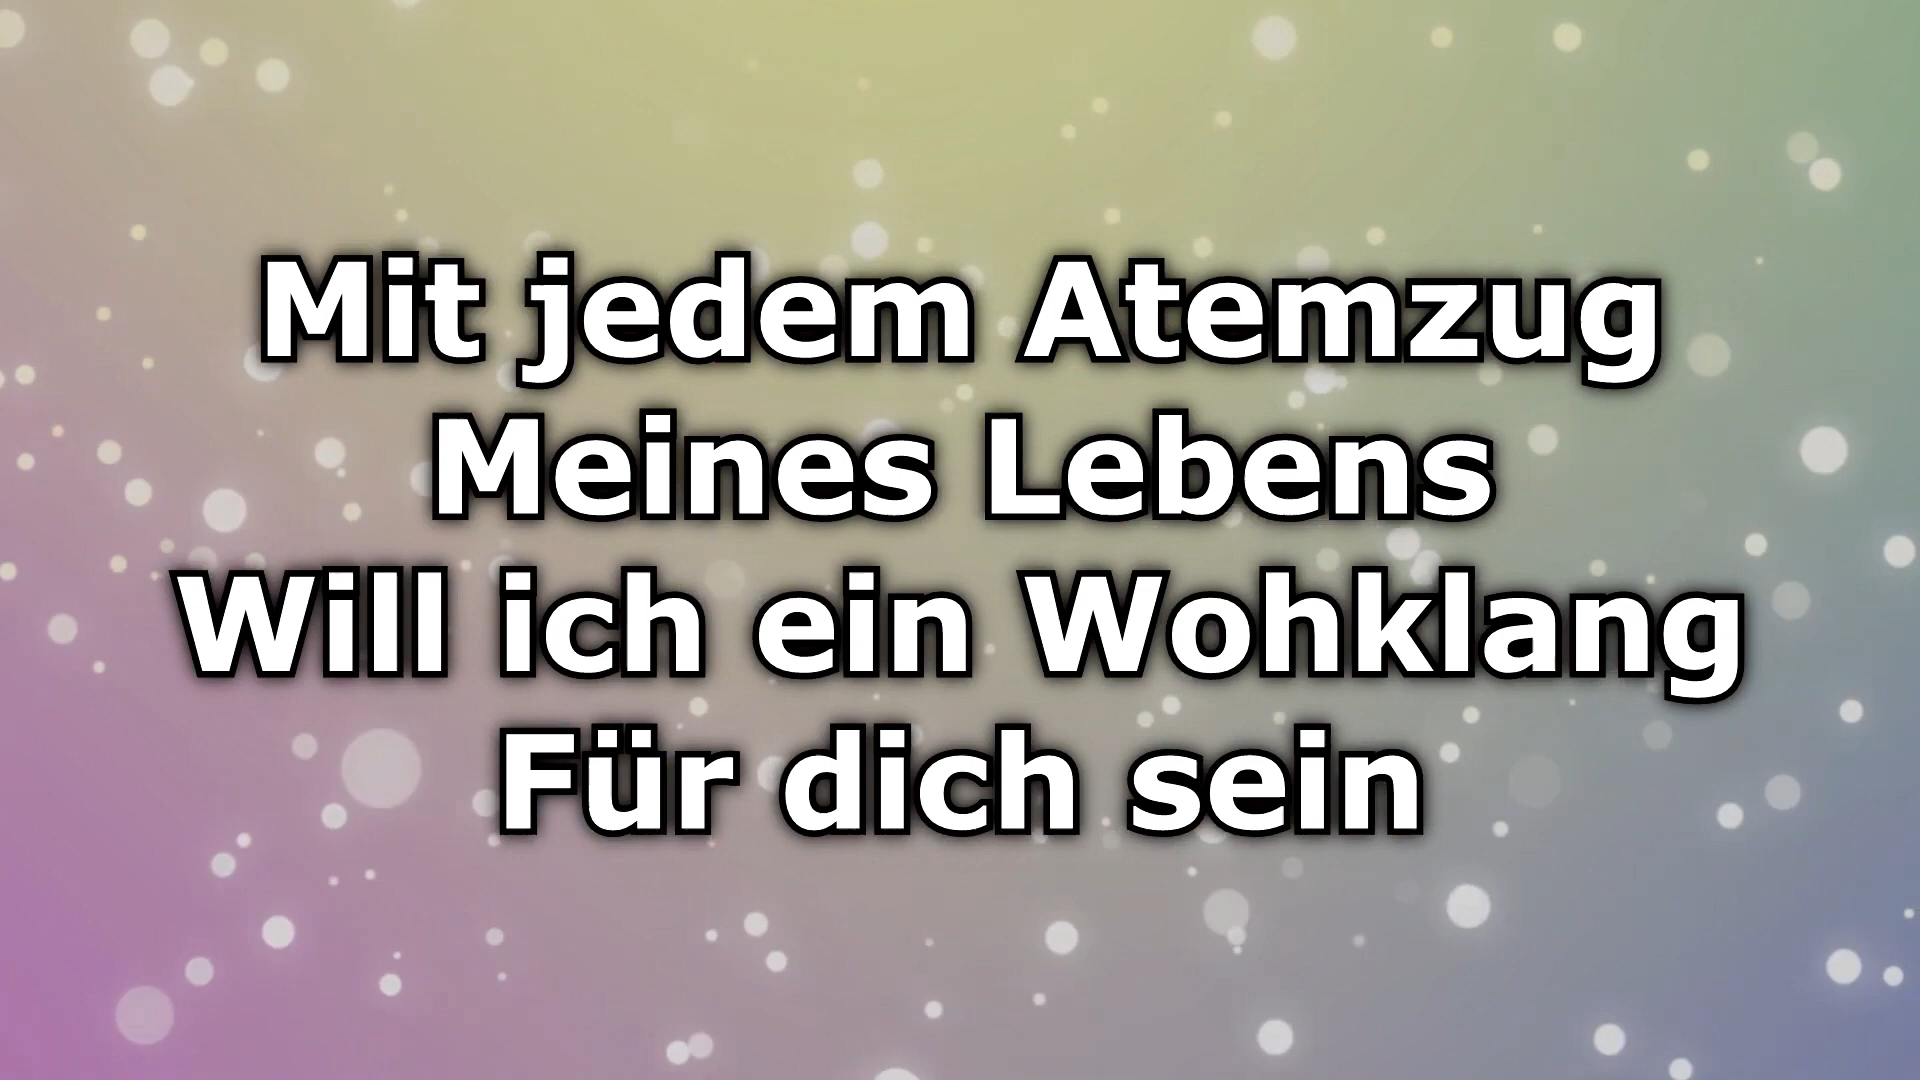 Mit jedem Atemzug
Meines Lebens
Will ich ein Wohklang
Für dich sein